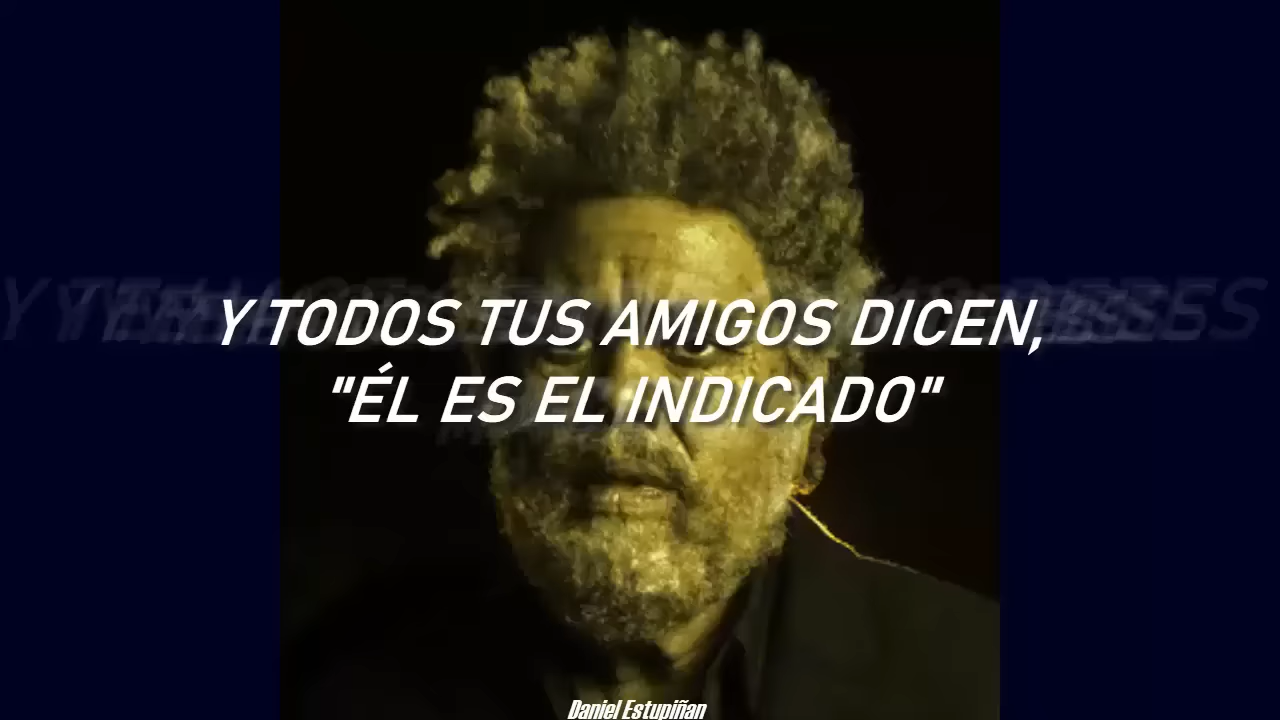 Y TODOS TUS AMIGOS DICEN,
"ÉL ES EL INDICADO"
Daniel Estupiñan